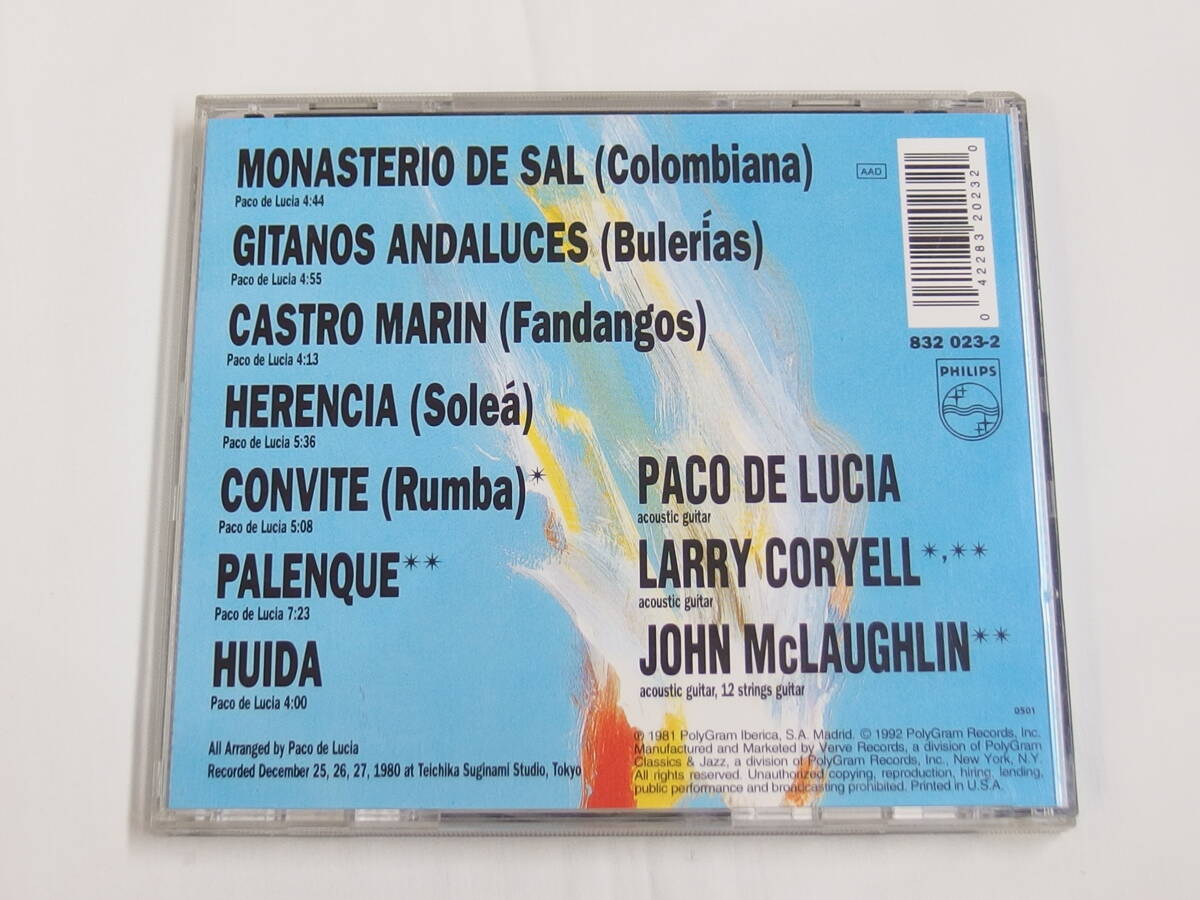 MONASTERIO DE SAL (Colombiana)
Paco de Lucia 4:44
GITANOS ANDALUCES (Bulerías)
Paco de Lucia 4:55
CASTRO MARIN (Fandangos)
Paco de Lucia 4:13
HERENCIA (Soleá)
Paco de Lucia 5:36
CONVITE (Rumba)*
Paco de Lucia 5:08
PALENQUE**
Paco de Lucia 7:23
HUIDA
Paco de Lucia 4:00
All Arranged by Paco de Lucia
Recorded December 25, 26, 27, 1980 at Teichika Suginami Studio, Tokyo
AAD
0 42283 20232 0
832 023-2
PHILIPS
PACO DE LUCIA
acoustic guitar
LARRY CORYELL*,**
acoustic guitar
JOHN McLAUGHLIN**
acoustic guitar, 12 strings guitar
0501
℗ 1981 PolyGram Iberica, S.A. Madrid. © 1992 PolyGram Records, Inc.
Manufactured and Marketed by Verve Records, a division of PolyGram
Classics & Jazz, a division of PolyGram Records, Inc., New York, N.Y.
All rights reserved. Unauthorized copying, reproduction, hiring, lending,
public performance and broadcasting prohibited. Printed in U.S.A.